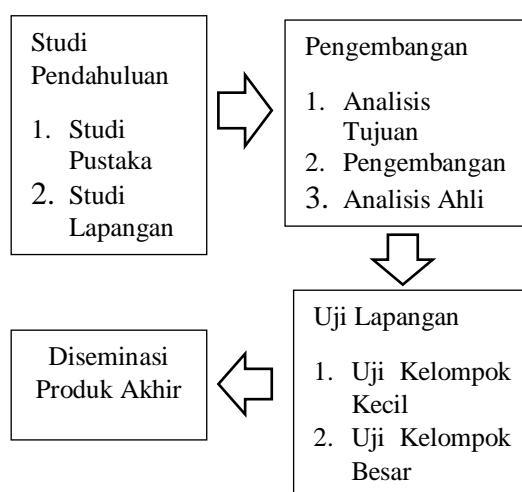 Studi
Pendahuluan
1. Studi
Pustaka
2. Studi
Lapangan
Pengembangan
1. Analisis
Tujuan
2. Pengembangan
3. Analisis Ahli
Uji Lapangan
1. Uji Kelompok
Kecil
2. Uji Kelompok
Besar
Diseminasi
Produk Akhir